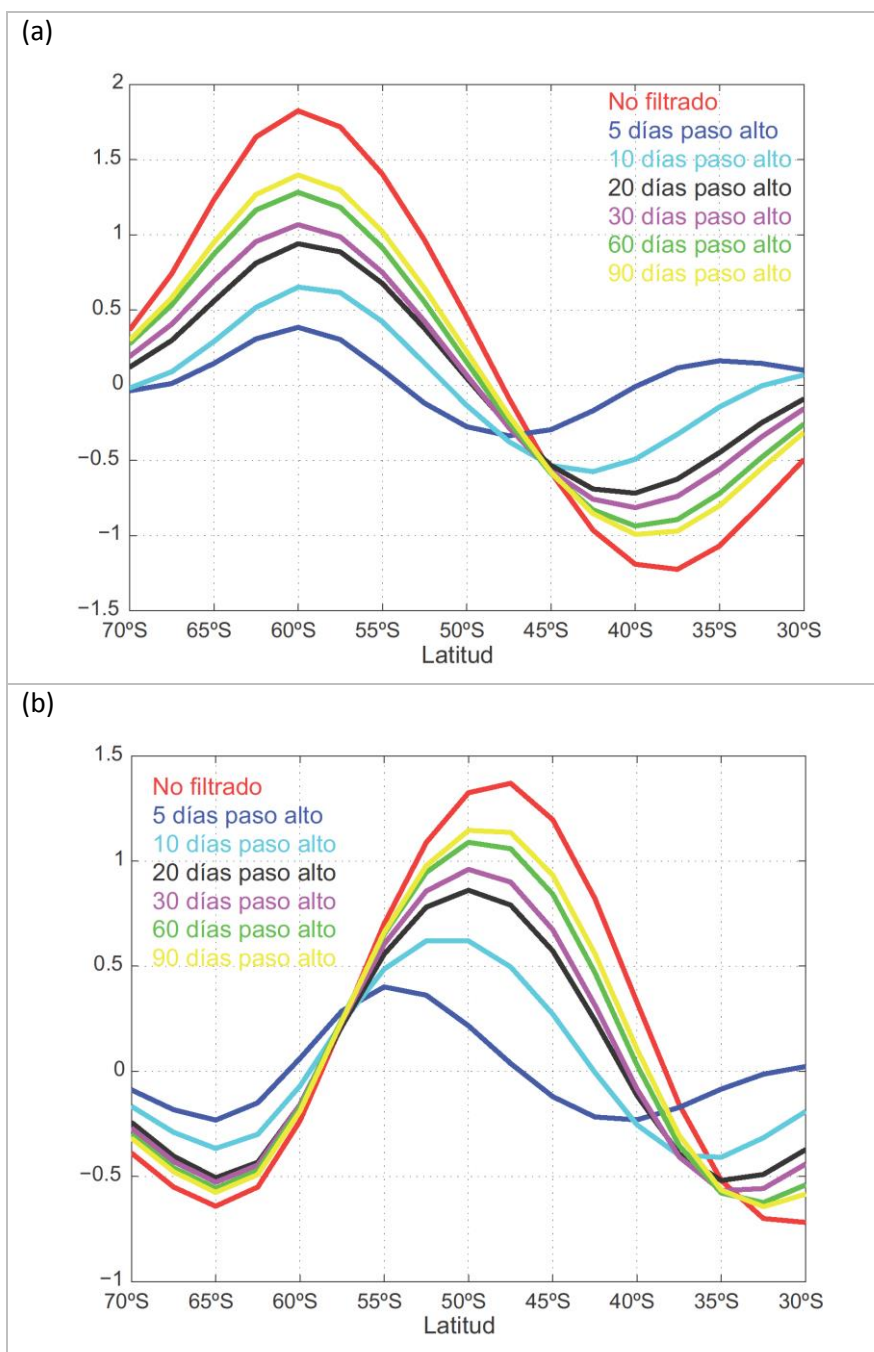 (a)
2
1.5
1
0.5
0
−0.5
−1
−1.5
No filtrado
5 días paso alto
10 días paso alto
20 días paso alto
30 días paso alto
60 días paso alto
90 días paso alto
70ºS 65ºS 60ºS 55ºS 50ºS 45ºS 40ºS 35ºS 30ºS
Latitud
(b)
1.5
1
0.5
0
−0.5
−1
No filtrado
5 días paso alto
10 días paso alto
20 días paso alto
30 días paso alto
60 días paso alto
90 días paso alto
70ºS 65ºS 60ºS 55ºS 50ºS 45ºS 40ºS 35ºS 30ºS
Latitud